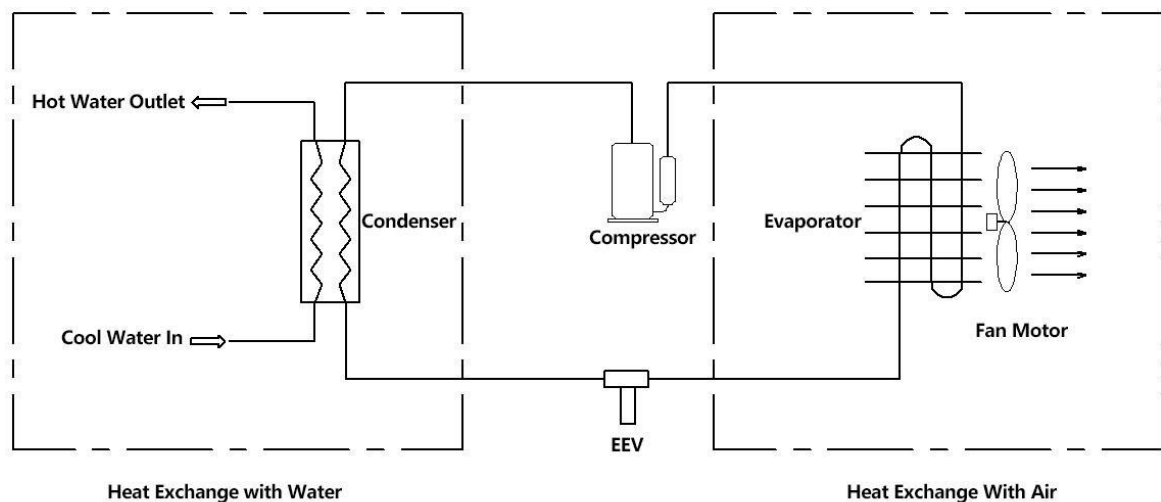 Hot Water Outlet
Condenser
Cool Water In
Compressor
Evaporator
Fan Motor
EEV
Heat Exchange with Water
Heat Exchange With Air